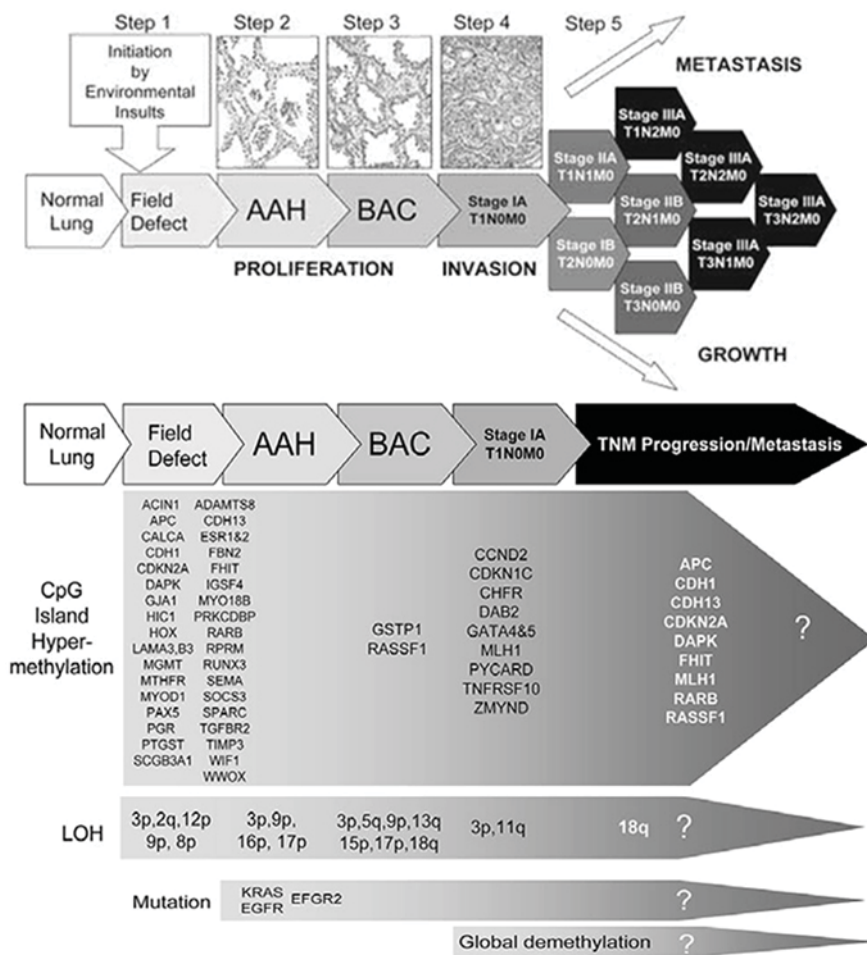 Step 1
Step 2
Step 3
Step 4
Step 5
Initiation
by
Environmental
Insults
METASTASIS
Normal
Lung
Field
Defect
AAH
BAC
Stage IA
T1N0M0
Stage IIA
T1N1M0
Stage IB
T2N0M0
Stage IIIA
T1N2M0
Stage IIB
T2N1M0
Stage IIB
T3N0M0
Stage IIIA
T2N2M0
Stage IIIA
T3N1M0
Stage IIIA
T3N2M0
PROLIFERATION
INVASION
GROWTH
Normal
Lung
Field
Defect
AAH
BAC
Stage IA
T1N0M0
TNM Progression/Metastasis
CpG
Island
Hyper-
methylation
ACIN1
APC
CALCA
CDH1
CDKN2A
DAPK
GJA1
HIC1
HOX
LAMA3,B3
MGMT
MTHFR
MYOD1
PAX5
PGR
PTGST
SCGB3A1
ADAMTS8
CDH13
ESR1&2
FBN2
FHIT
IGSF4
MYO18B
PRKCDBP
RARB
RPRM
RUNX3
SEMA
SOCS3
SPARC
TGFBR2
TIMP3
WIF1
WWOX
GSTP1
RASSF1
CCND2
CDKN1C
CHFR
DAB2
GATA4&5
MLH1
PYCARD
TNFRSF10
ZMYND
APC
CDH1
CDH13
CDKN2A
DAPK
FHIT
MLH1
RARB
RASSF1
?
LOH
3p,2q,12p
9p, 8p
3p,9p,
16p, 17p
3p,5q,9p,13q
15p,17p,18q
3p,11q
18q
?
Mutation
KRAS
EGFR
EFGR2
?
Global demethylation
?